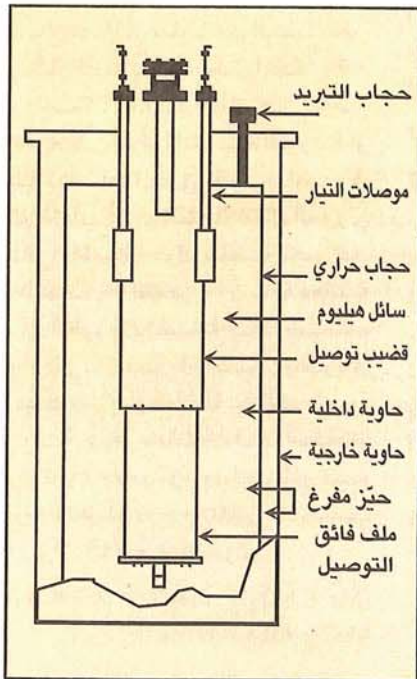 حجاب التبريد
موصلات التيار
حجاب حراري
سائل هيليوم
قضيب توصيل
حاوية داخلية
حاوية خارجية
حيّز مفرغ
ملف فائق
التوصيل